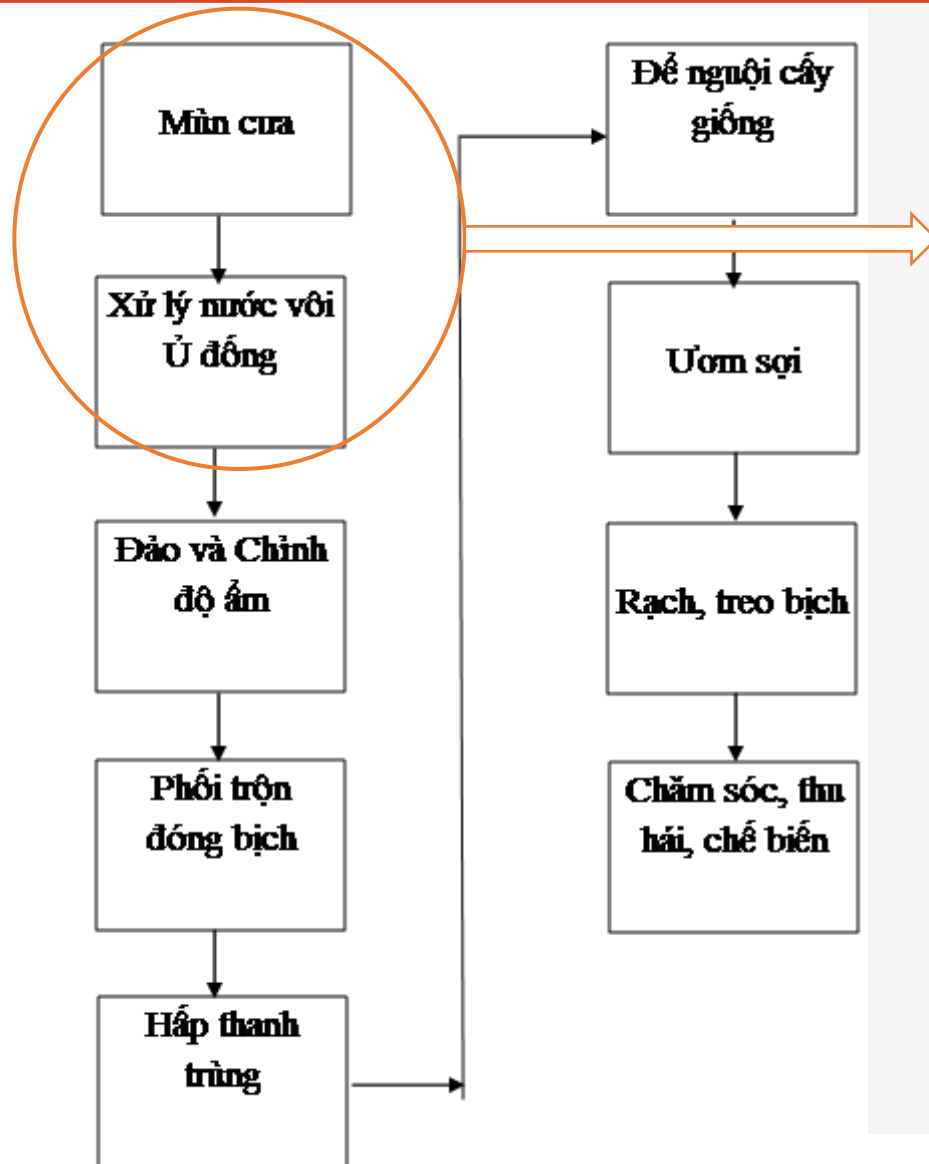 Mùn cưa
Xử lý nước vôi
Ủ đống
Đảo và Chỉnh
độ ẩm
Phối trộn
đóng bịch
Hấp thanh
trùng
Để nguội cấy
giống
Ươm sợi
Rạch, treo bịch
Chăm sóc, thu
hái, chế biến